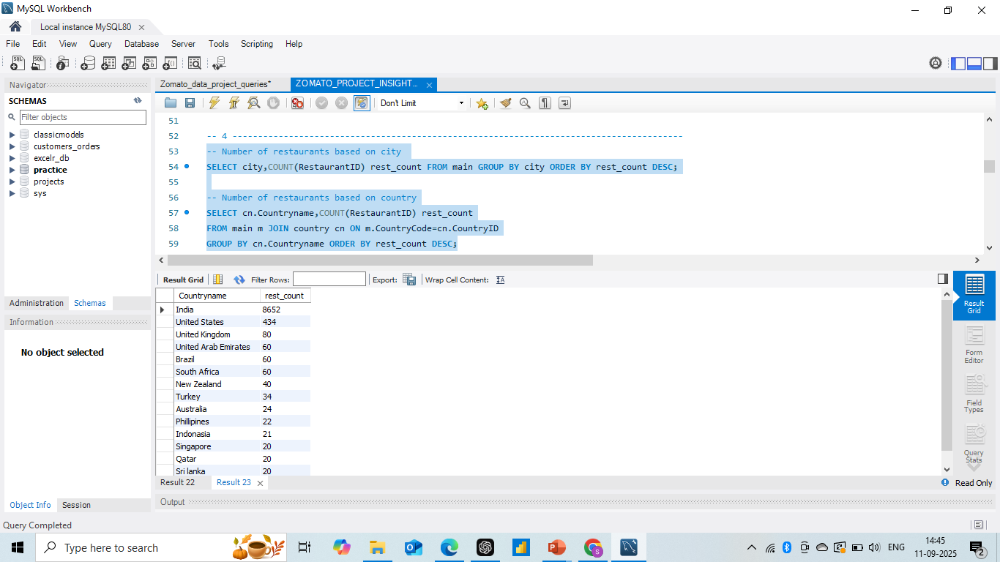 MySQL Workbench
Local instance MySQL80
File Edit View Query Database Server Tools Scripting Help
Navigator
SCHEMAS
Filter objects
classicmodels
customers_orders
excelr_db
practice
projects
sys
Administration Schemas
Information
No object selected
Object Info Session
Zomato_data_project_queries* ZOMATO_PROJECT_INSIGHT...
Don't Limit
51
52 -- 4 ----------------------------------------------------------------------------------------
53 -- Number of restaurants based on city
54 SELECT city,COUNT(RestaurantID) rest_count FROM main GROUP BY city ORDER BY rest_count DESC;
55
56 -- Number of restaurants based on country
57 SELECT cn.Countryname,COUNT(RestaurantID) rest_count
58 FROM main m JOIN country cn ON m.CountryCode=cn.CountryID
59 GROUP BY cn.Countryname ORDER BY rest_count DESC;
Result Grid Filter Rows: Export: Wrap Cell Content:
Countryname rest_count
India 8652
United States 434
United Kingdom 80
United Arab Emirates 60
Brazil 60
South Africa 60
New Zealand 40
Turkey 34
Australia 24
Phillipines 22
Indonasia 21
Singapore 20
Qatar 20
Sri lanka 20
Result
Grid
Form
Editor
Field
Types
Query
Stats
Result 22 Result 23
Read Only
Output
Query Completed
Type here to search
ENG
14:45
11-09-2025
2